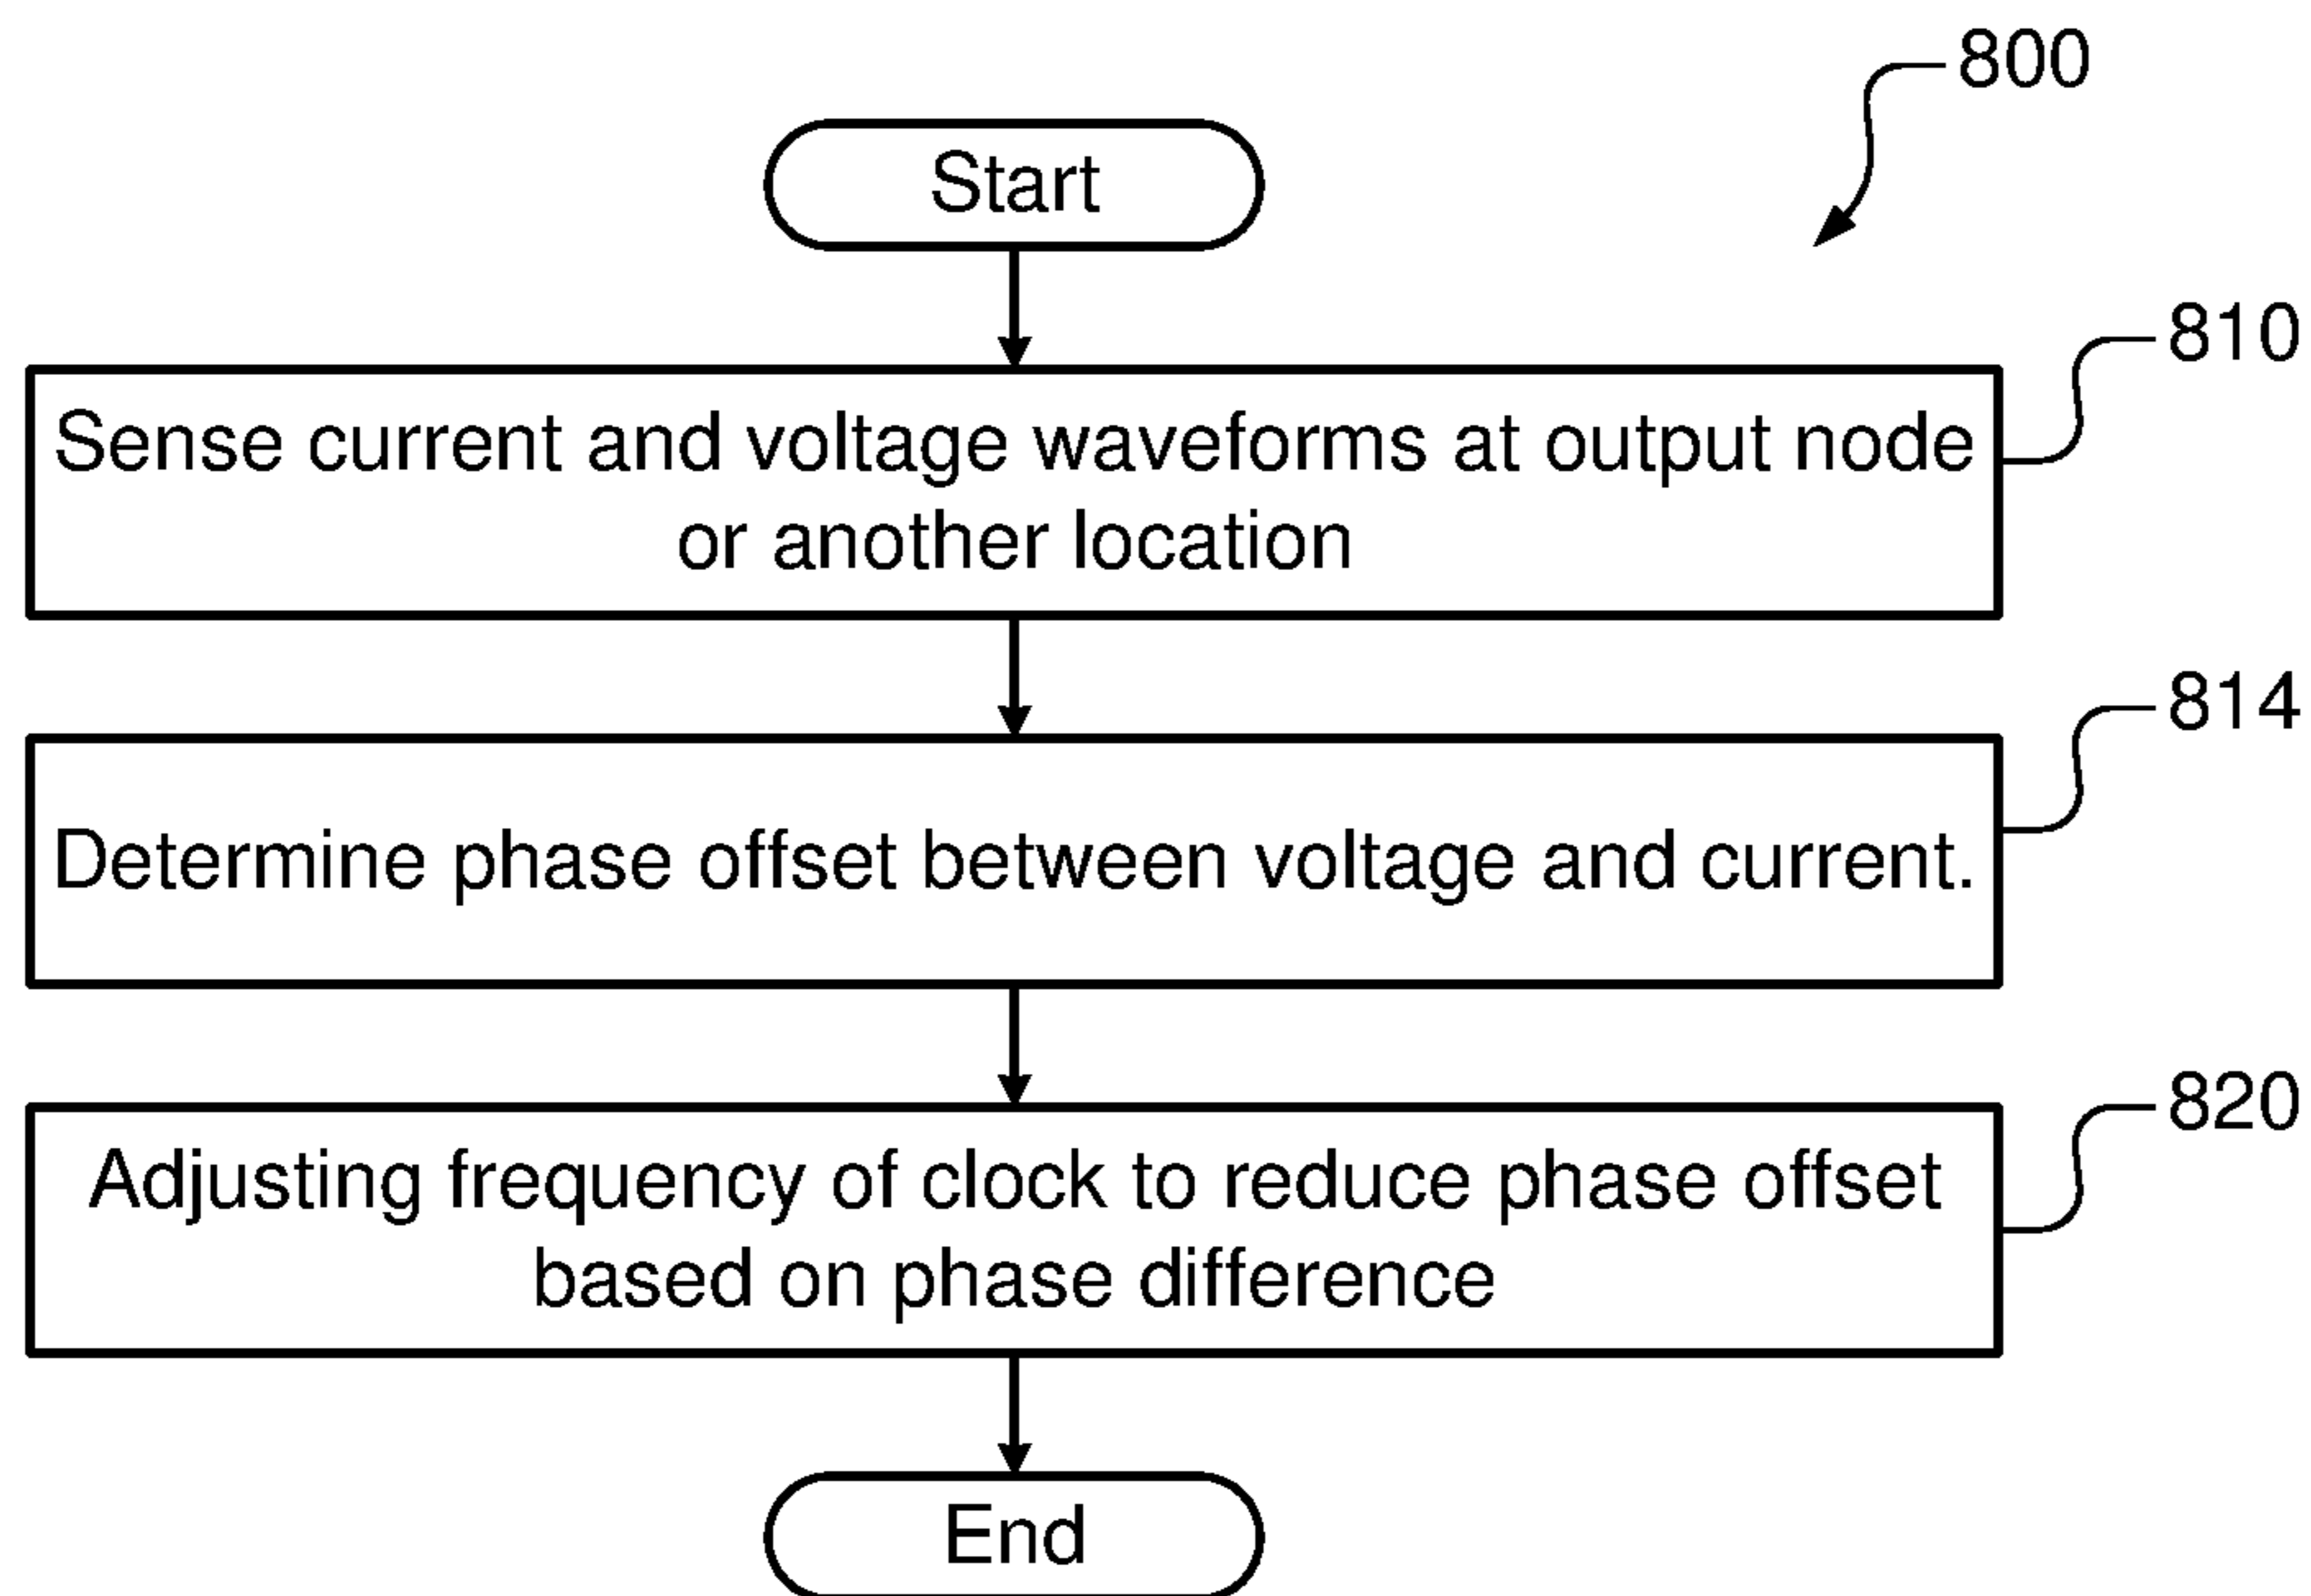 800
Start
810
Sense current and voltage waveforms at output node
or another location
814
Determine phase offset between voltage and current.
820
Adjusting frequency of clock to reduce phase offset
based on phase difference
End